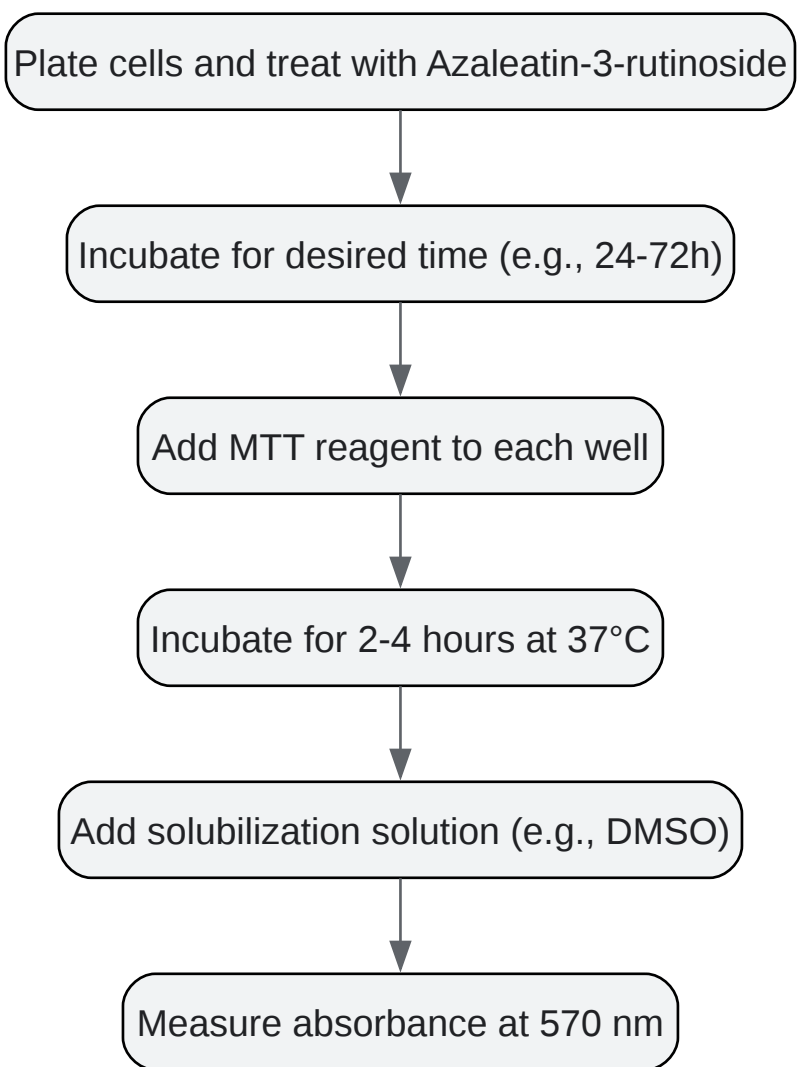 Plate cells and treat with Azaleatin-3-rutinoside
Incubate for desired time (e.g., 24-72h)
Add MTT reagent to each well
Incubate for 2-4 hours at 37°C
Add solubilization solution (e.g., DMSO)
Measure absorbance at 570 nm